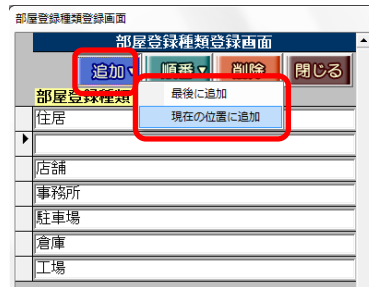 部屋登録種類登録画面
部屋登録種類登録画面
追加▼ 順番▼ 削除 閉じる
最後に追加
現在の位置に追加
部屋登録種類
住居
店舗
事務所
駐車場
倉庫
工場